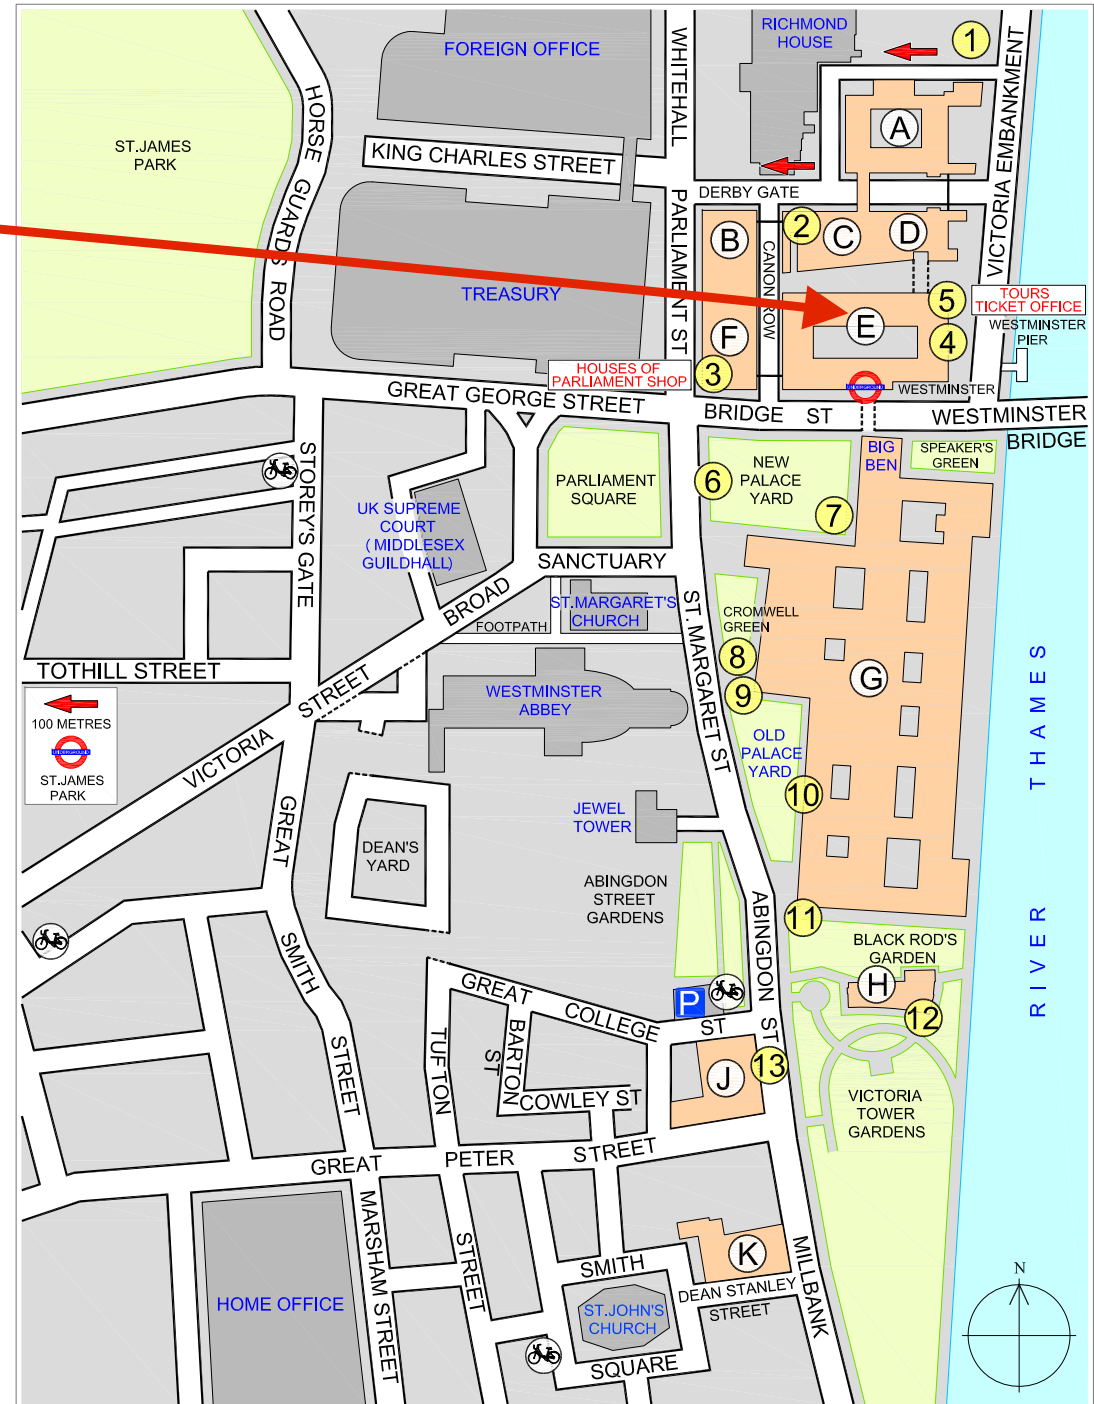 FOREIGN OFFICE
WHITEHALL
RICHMOND
HOUSE
1
HORSE GUARDS ROAD
ST.JAMES
PARK
KING CHARLES STREET
A
VICTORIA EMBANKMENT
DERBY GATE
PARLIAMENT ST
B
CANON ROW
2
C
D
TREASURY
5
TOURS
TICKET OFFICE
E
F
4
WESTMINSTER
PIER
HOUSES OF
PARLIAMENT SHOP
3
WESTMINSTER
GREAT GEORGE STREET
BRIDGE ST
WESTMINSTER
BRIDGE
BIG
BEN
SPEAKER'S
GREEN
STOREY'S GATE
PARLIAMENT
SQUARE
6
NEW
PALACE
YARD
7
UK SUPREME
COURT
( MIDDLESEX
GUILDHALL)
SANCTUARY
BROAD
ST.MARGARET'S
CHURCH
FOOTPATH
ST. MARGARET ST
CROMWELL
GREEN
8
TOTHILL STREET
G
9
WESTMINSTER
ABBEY
VICTORIA STREET
100 METRES
ST.JAMES
PARK
OLD
PALACE
YARD
10
RIVER THAMES
GREAT
JEWEL
TOWER
DEAN'S
YARD
ABINGDON
STREET
GARDENS
ABINGDON ST
11
BLACK ROD'S
GARDEN
SMITH
STREET
H
12
GREAT
COLLEGE
ST
P
TUFTON
BARTON
ST
COWLEY ST
J
13
VICTORIA
TOWER
GARDENS
GREAT PETER STREET
MARSHAM STREET
STREET
K
MILLBANK
SMITH
DEAN STANLEY
STREET
HOME OFFICE
ST.JOHN'S
CHURCH
SQUARE
N